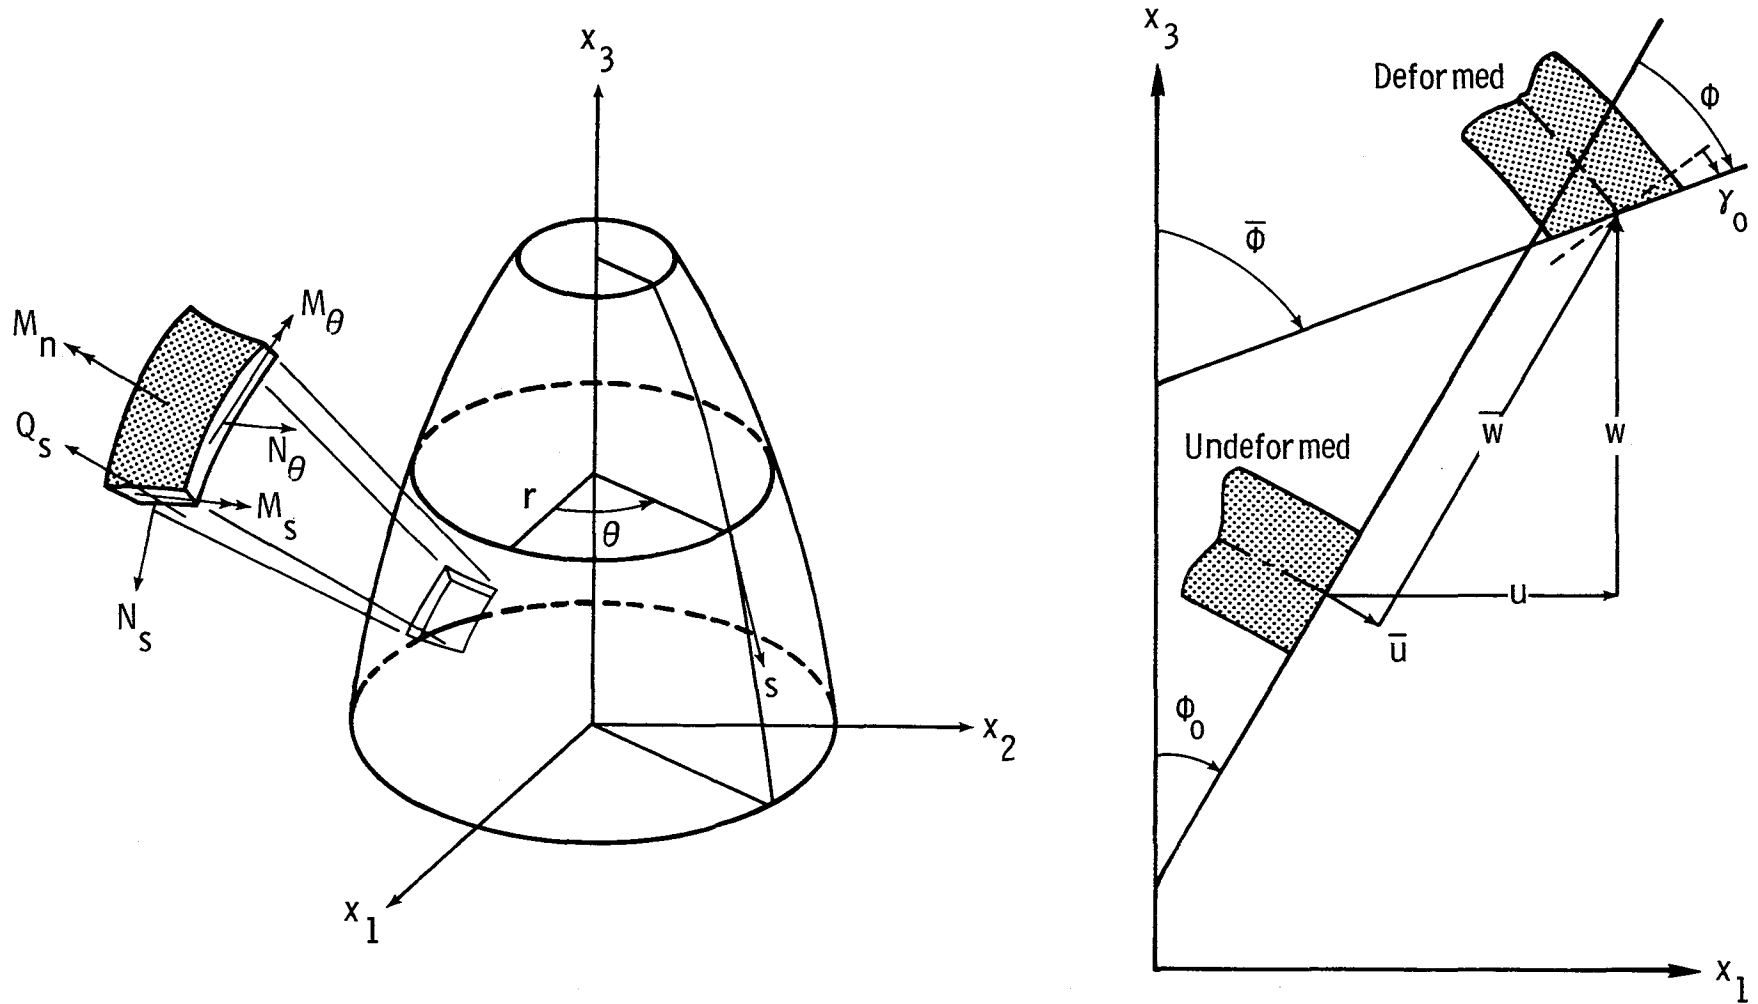 x3
Mθ
Mn
Qs
Nθ
Ms
Ns
r
θ
s
x2
x1
x3
Deformed
Φ
γo
Φ̅
w̅
w
Undeformed
u
u̅
Φo
x1